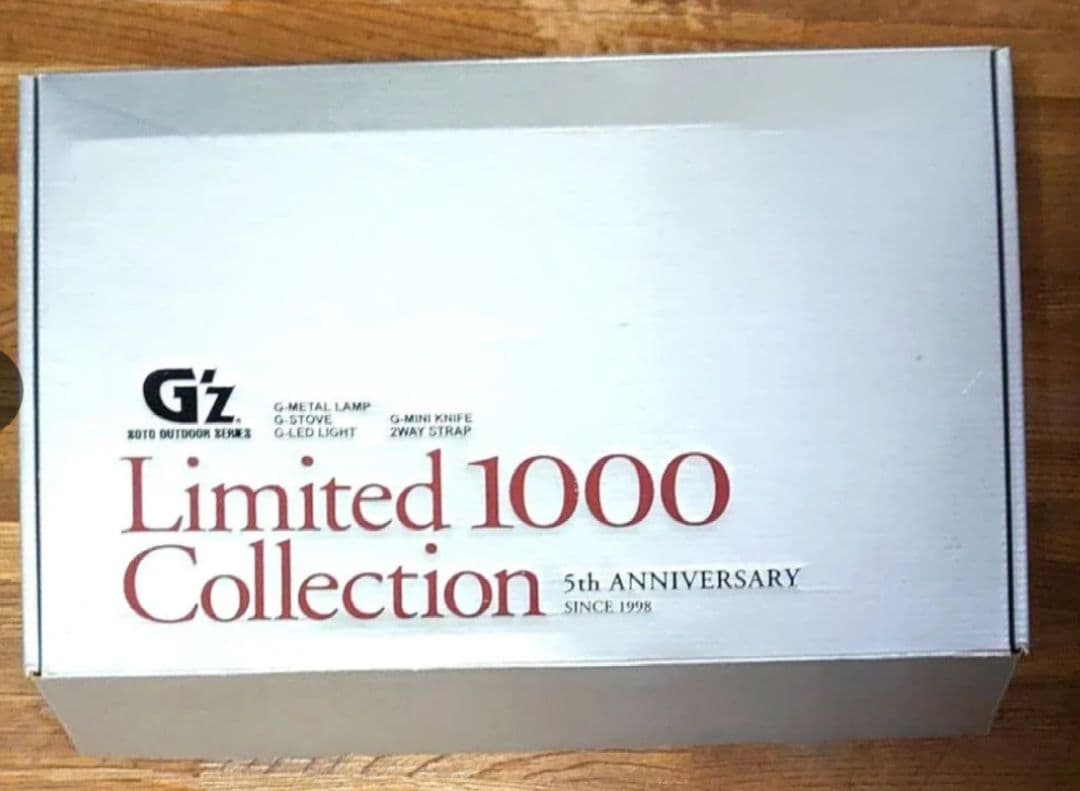 G'z
SOTO OUTDOOR SERIES
G-METAL LAMP
G-STOVE
G-LED LIGHT
G-MINI KNIFE
2WAY STRAP
Limited 1000
Collection
5th ANNIVERSARY
SINCE 1998